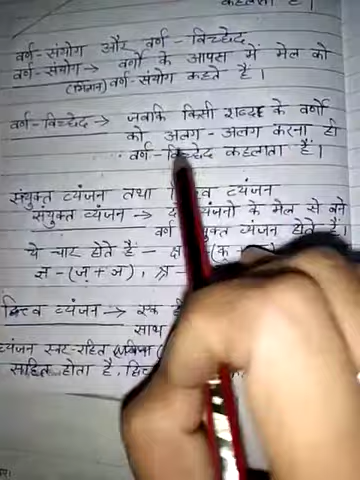 कहलाता है।
वर्ण-संयोग और वर्ण-विच्छेद
वर्ण-संयोग → वर्णों के आपस में मेल को
(मिलान) वर्ण-संयोग कहते हैं।
वर्ण-विच्छेद → जबकि किसी शब्द के वर्णों
को अलग-अलग करना ही
वर्ण-विच्छेद कहलाता है।
संयुक्त व्यंजन तथा व्यंजन
संयुक्त व्यंजन → के मेल से बने
वर्ण व्यंजन होते हैं।
ये चार होते हैं- क्ष (क्
ज्ञ-(ज्+ञ), श्र-
द्वित्व व्यंजन → एक
साथ
व्यंजन स्वर-रहित
सहित होता है,